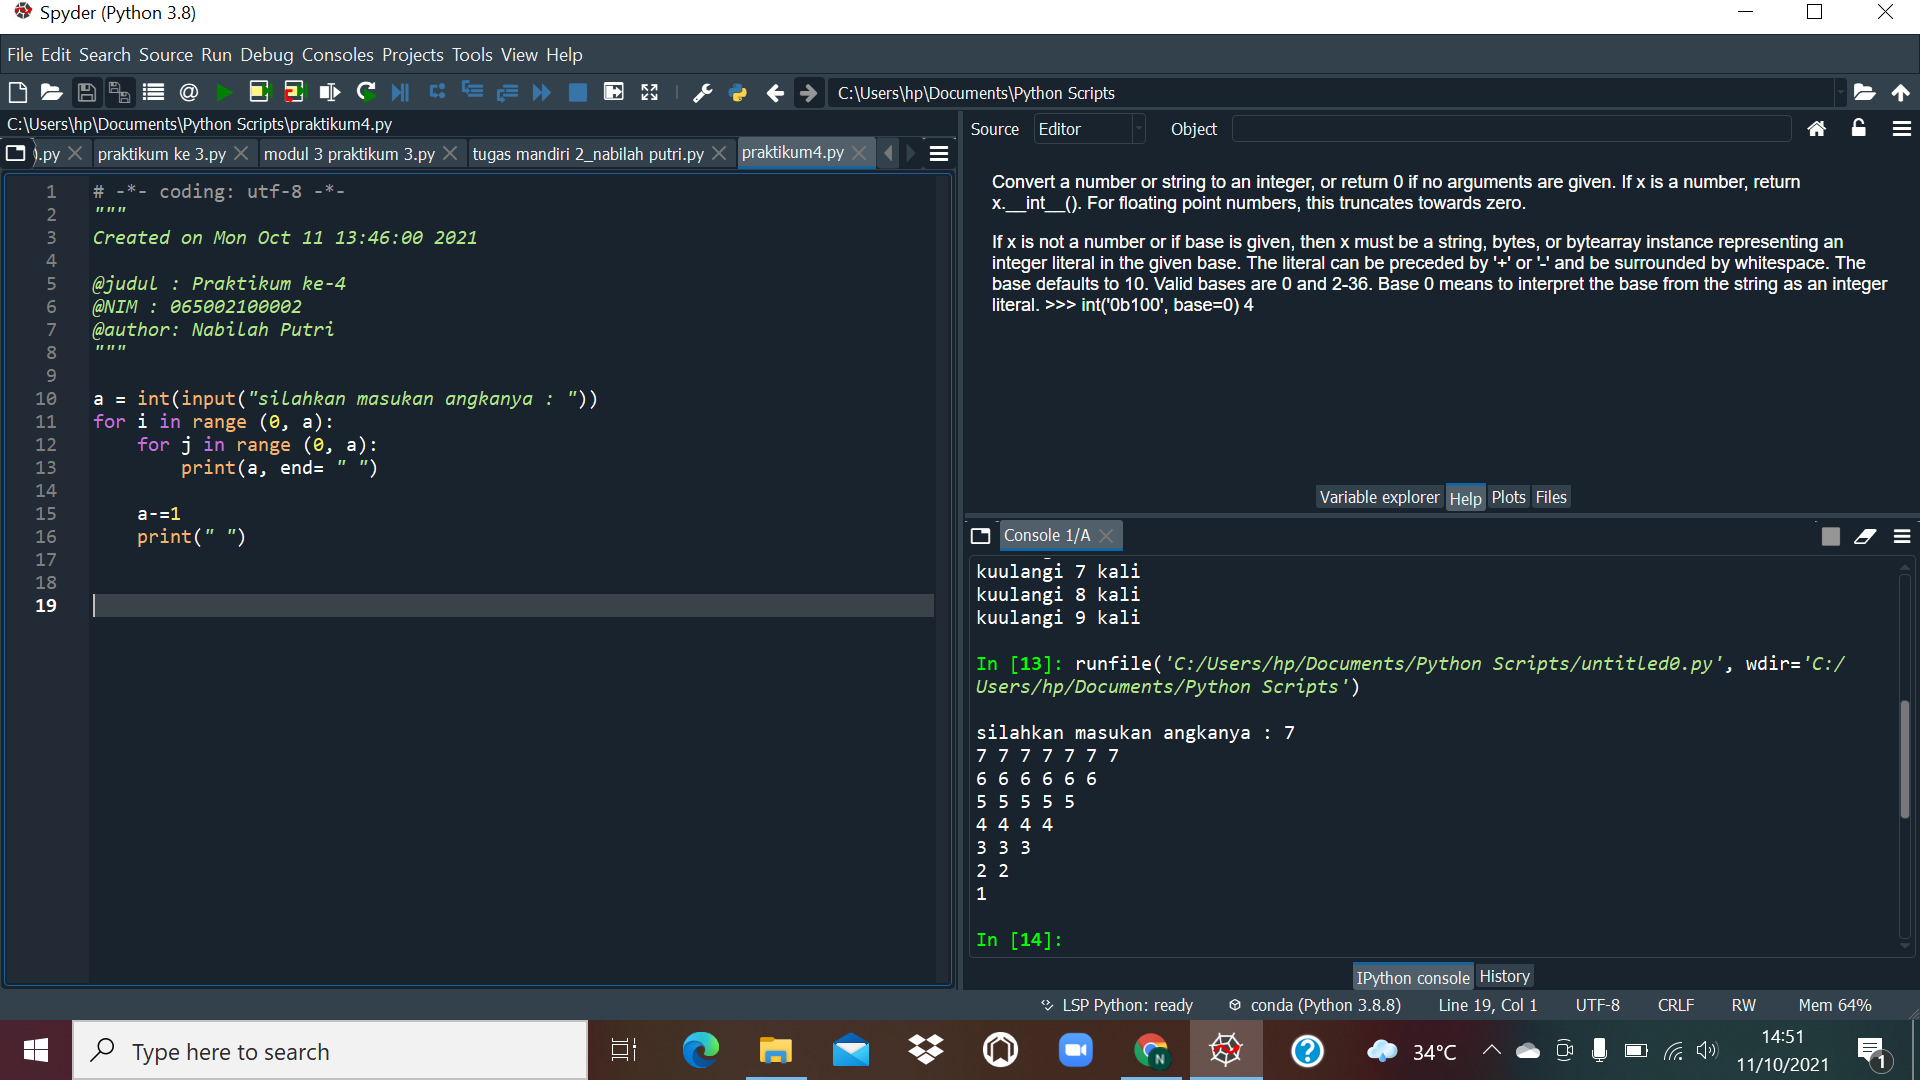 Spyder (Python 3.8)
File Edit Search Source Run Debug Consoles Projects Tools View Help
C:\Users\hp\Documents\Python Scripts
C:\Users\hp\Documents\Python Scripts\praktikum4.py
).py praktikum ke 3.py modul 3 praktikum 3.py tugas mandiri 2_nabilah putri.py praktikum4.py
1 # -*- coding: utf-8 -*-
2 """
3 Created on Mon Oct 11 13:46:00 2021
4
5 @judul : Praktikum ke-4
6 @NIM : 065002100002
7 @author: Nabilah Putri
8 """
9
10 a = int(input("silahkan masukan angkanya : "))
11 for i in range (0, a):
12     for j in range (0, a):
13         print(a, end= " ")
14
15     a-=1
16     print(" ")
17
18
19
Source Editor Object
Convert a number or string to an integer, or return 0 if no arguments are given. If x is a number, return
x.__int__(). For floating point numbers, this truncates towards zero.
If x is not a number or if base is given, then x must be a string, bytes, or bytearray instance representing an
integer literal in the given base. The literal can be preceded by '+' or '-' and be surrounded by whitespace. The
base defaults to 10. Valid bases are 0 and 2-36. Base 0 means to interpret the base from the string as an integer
literal. >>> int('0b100', base=0) 4
Variable explorer Help Plots Files
Console 1/A
kuulangi 7 kali
kuulangi 8 kali
kuulangi 9 kali
In [13]: runfile('C:/Users/hp/Documents/Python Scripts/untitled0.py', wdir='C:/
Users/hp/Documents/Python Scripts')
silahkan masukan angkanya : 7
7 7 7 7 7 7 7
6 6 6 6 6 6
5 5 5 5 5
4 4 4 4
3 3 3
2 2
1
In [14]:
IPython console History
LSP Python: ready conda (Python 3.8.8) Line 19, Col 1 UTF-8 CRLF RW Mem 64%
Type here to search
N
34°C
14:51
11/10/2021
1